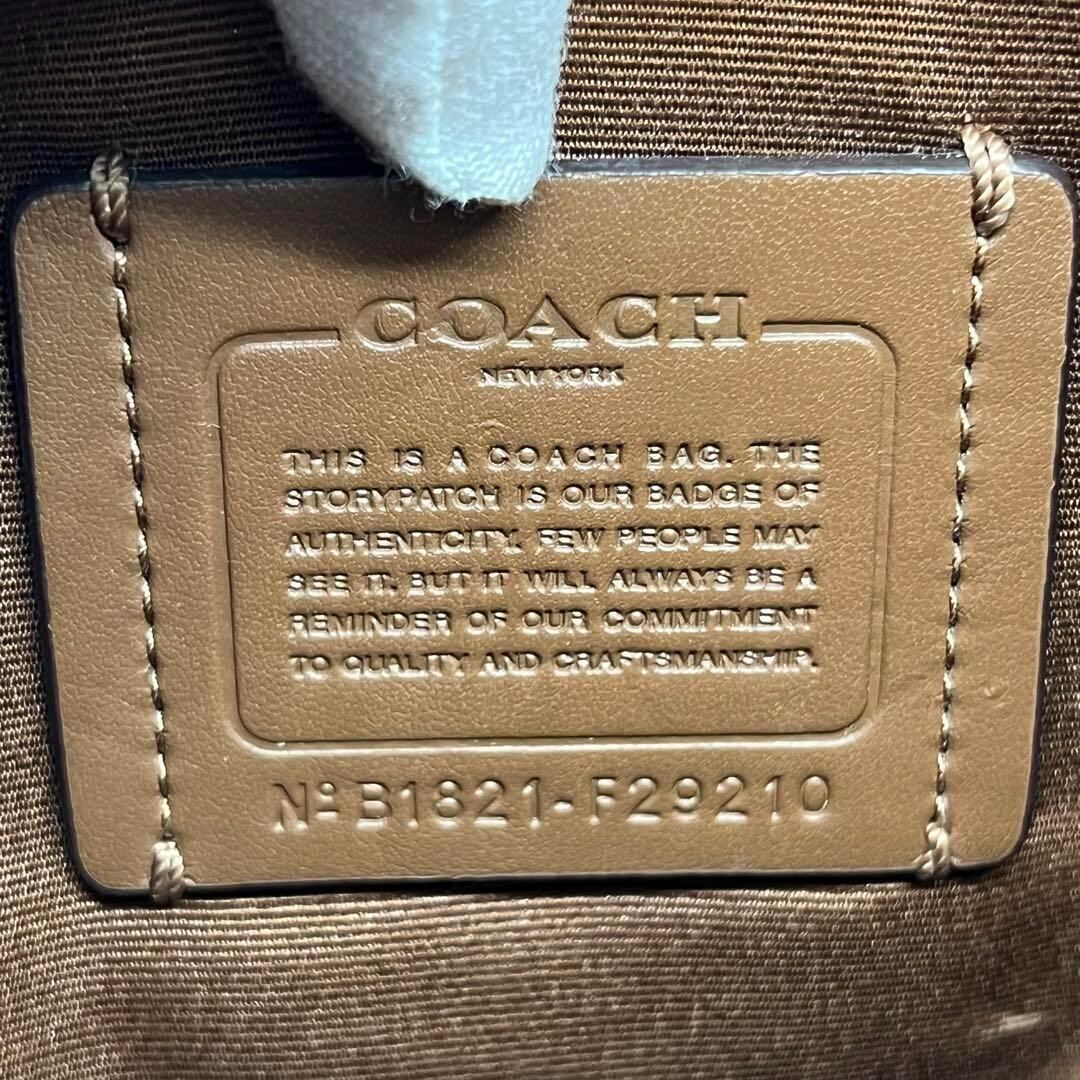 COACH
NEW YORK
THIS IS A COACH BAG. THE
STORYPATCH IS OUR BADGE OF
AUTHENTICITY. FEW PEOPLE MAY
SEE IT. BUT IT WILL ALWAYS BE A
REMINDER OF OUR COMMITMENT
TO QUALITY AND CRAFTSMANSHIP.
Nº B1821-F29210